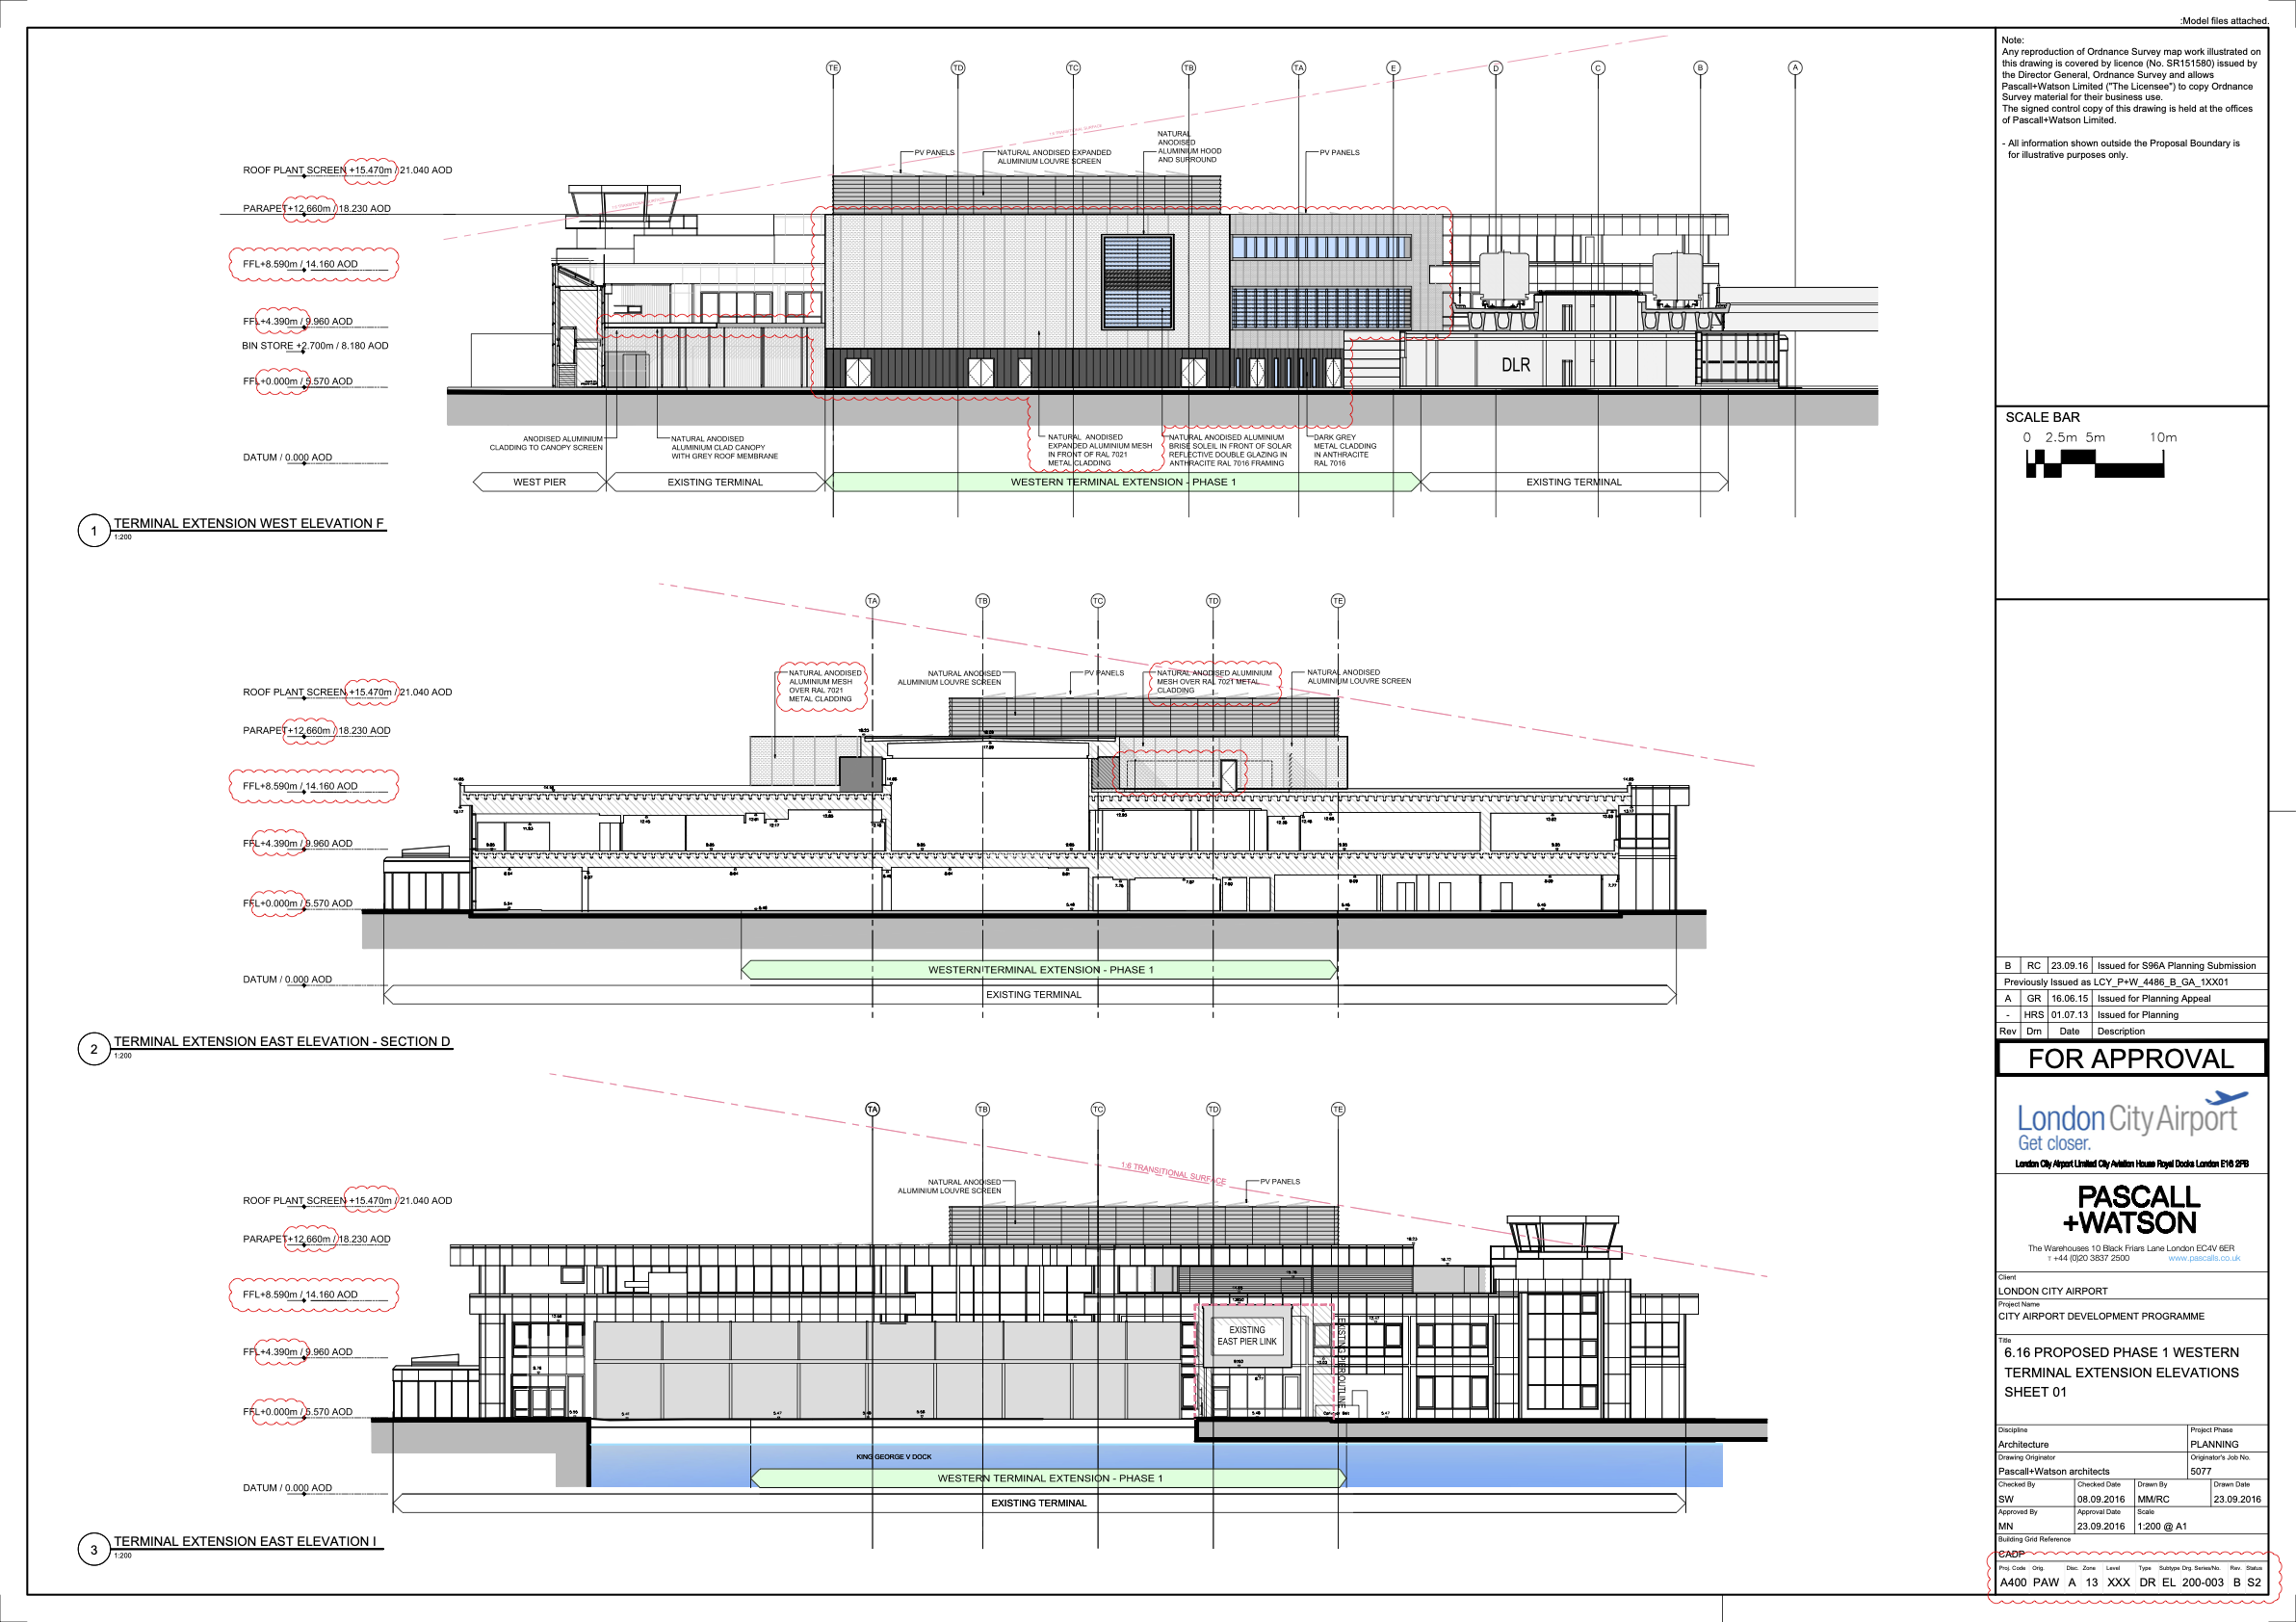 :Model files attached.
Note:
Any reproduction of Ordnance Survey map work illustrated on
this drawing is covered by licence (No. SR151580) issued by
the Director General, Ordnance Survey and allows
Pascall+Watson Limited ("The Licensee") to copy Ordnance
Survey material for their business use.
The signed control copy of this drawing is held at the offices
of Pascall+Watson Limited.
- All information shown outside the Proposal Boundary is
for illustrative purposes only.
SCALE BAR
0 2.5m 5m 10m
TE TD TC TB TA E D C B A
1:6 TRANSITIONAL SURFACE
1:6 TRANSITIONAL SURFACE
PV PANELS
NATURAL ANODISED EXPANDED
ALUMINIUM LOUVRE SCREEN
NATURAL
ANODISED
ALUMINIUM HOOD
AND SURROUND
PV PANELS
ROOF PLANT SCREEN +15.470m / 21.040 AOD
PARAPET+12.660m / 18.230 AOD
FFL+8.590m / 14.160 AOD
FFL+4.390m / 9.960 AOD
BIN STORE +2.700m / 8.180 AOD
FFL+0.000m / 5.570 AOD
DATUM / 0.000 AOD
DLR
ANODISED ALUMINIUM
CLADDING TO CANOPY SCREEN
NATURAL ANODISED
ALUMINIUM CLAD CANOPY
WITH GREY ROOF MEMBRANE
NATURAL ANODISED
EXPANDED ALUMINIUM MESH
IN FRONT OF RAL 7021
METAL CLADDING
NATURAL ANODISED ALUMINIUM
BRISE SOLEIL IN FRONT OF SOLAR
REFLECTIVE DOUBLE GLAZING IN
ANTHRACITE RAL 7016 FRAMING
DARK GREY
METAL CLADDING
IN ANTHRACITE
RAL 7016
WEST PIER
EXISTING TERMINAL
WESTERN TERMINAL EXTENSION - PHASE 1
EXISTING TERMINAL
1 TERMINAL EXTENSION WEST ELEVATION F
1:200
TA TB TC TD TE
NATURAL ANODISED
ALUMINIUM MESH
OVER RAL 7021
METAL CLADDING
NATURAL ANODISED
ALUMINIUM LOUVRE SCREEN
PV PANELS
NATURAL ANODISED ALUMINIUM
MESH OVER RAL 7021 METAL
CLADDING
NATURAL ANODISED
ALUMINIUM LOUVRE SCREEN
ROOF PLANT SCREEN +15.470m / 21.040 AOD
PARAPET+12.660m / 18.230 AOD
FFL+8.590m / 14.160 AOD
FFL+4.390m / 9.960 AOD
FFL+0.000m / 5.570 AOD
DATUM / 0.000 AOD
WESTERN TERMINAL EXTENSION - PHASE 1
EXISTING TERMINAL
2 TERMINAL EXTENSION EAST ELEVATION - SECTION D
1:200
TA TB TC TD TE
1:6 TRANSITIONAL SURFACE
NATURAL ANODISED
ALUMINIUM LOUVRE SCREEN
PV PANELS
ROOF PLANT SCREEN +15.470m / 21.040 AOD
PARAPET+12.660m / 18.230 AOD
FFL+8.590m / 14.160 AOD
FFL+4.390m / 9.960 AOD
FFL+0.000m / 5.570 AOD
DATUM / 0.000 AOD
EXISTING
EAST PIER LINK
EXISTING PIER OUTLINE
KING GEORGE V DOCK
WESTERN TERMINAL EXTENSION - PHASE 1
EXISTING TERMINAL
3 TERMINAL EXTENSION EAST ELEVATION I
1:200
B RC 23.09.16 Issued for S96A Planning Submission
Previously Issued as LCY_P+W_4486_B_GA_1XX01
A GR 16.06.15 Issued for Planning Appeal
- HRS 01.07.13 Issued for Planning
Rev Drn Date Description
FOR APPROVAL
London City Airport
Get closer.
London City Airport Limited City Aviation House Royal Docks London E16 2PB
PASCALL
+WATSON
The Warehouses 10 Black Friars Lane London EC4V 6ER
T +44 (0)20 3837 2500 www.pascalls.co.uk
Client
LONDON CITY AIRPORT
Project Name
CITY AIRPORT DEVELOPMENT PROGRAMME
Title
6.16 PROPOSED PHASE 1 WESTERN
TERMINAL EXTENSION ELEVATIONS
SHEET 01
Discipline Project Phase
Architecture PLANNING
Drawing Originator Originator's Job No.
Pascall+Watson architects 5077
Checked By Checked Date Drawn By Drawn Date
SW 08.09.2016 MM/RC 23.09.2016
Approved By Approval Date Scale
MN 23.09.2016 1:200 @ A1
Building Grid Reference
CADP
Proj. Code Orig. Disc. Zone Level Type Subtype Drg. Series/No. Rev. Status
A400 PAW A 13 XXX DR EL 200-003 B S2